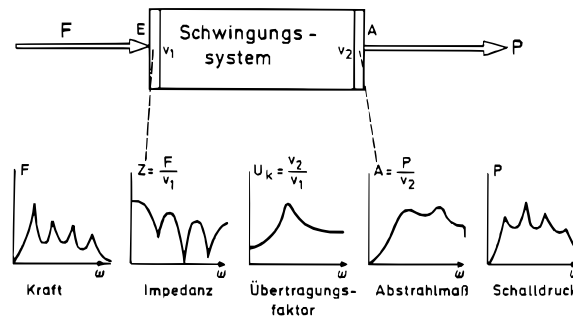 F E Schwingungs- A P
v₁ system v₂
F Z = F/v₁ Uₖ = v₂/v₁ A = P/v₂ P
ω ω ω ω ω
Kraft Impedanz Übertragungs- Abstrahlmaß Schalldruck
faktor